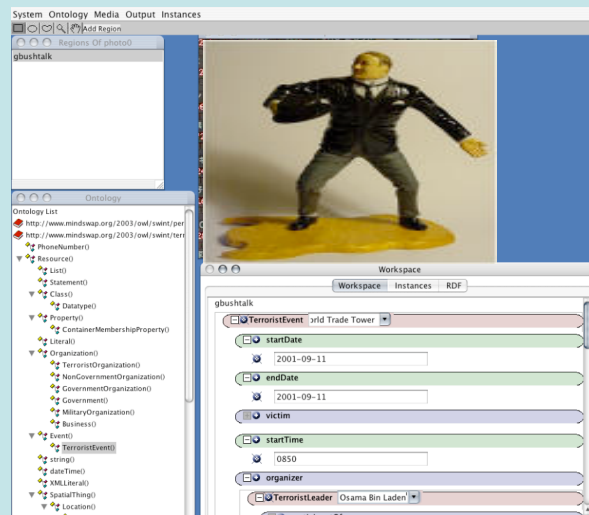 System Ontology Media Output Instances
Add Region
Regions Of photo0
gbushtalk
Ontology
Ontology List
http://www.mindswap.org/2003/owl/swint/per
http://www.mindswap.org/2003/owl/swint/terr
PhoneNumber()
Resource()
List()
Statement()
Class()
Datatype()
Property()
ContainerMembershipProperty()
Literal()
Organization()
TerroristOrganization()
NonGovernmentOrganization()
GovernmentOrganization()
Government()
MilitaryOrganization()
Business()
Event()
TerroristEvent()
string()
dateTime()
XMLLiteral()
SpatialThing()
Location()
Workspace
Workspace Instances RDF
gbushtalk
TerroristEvent orld Trade Tower
startDate
2001-09-11
endDate
2001-09-11
victim
startTime
0850
organizer
TerroristLeader Osama Bin Laden